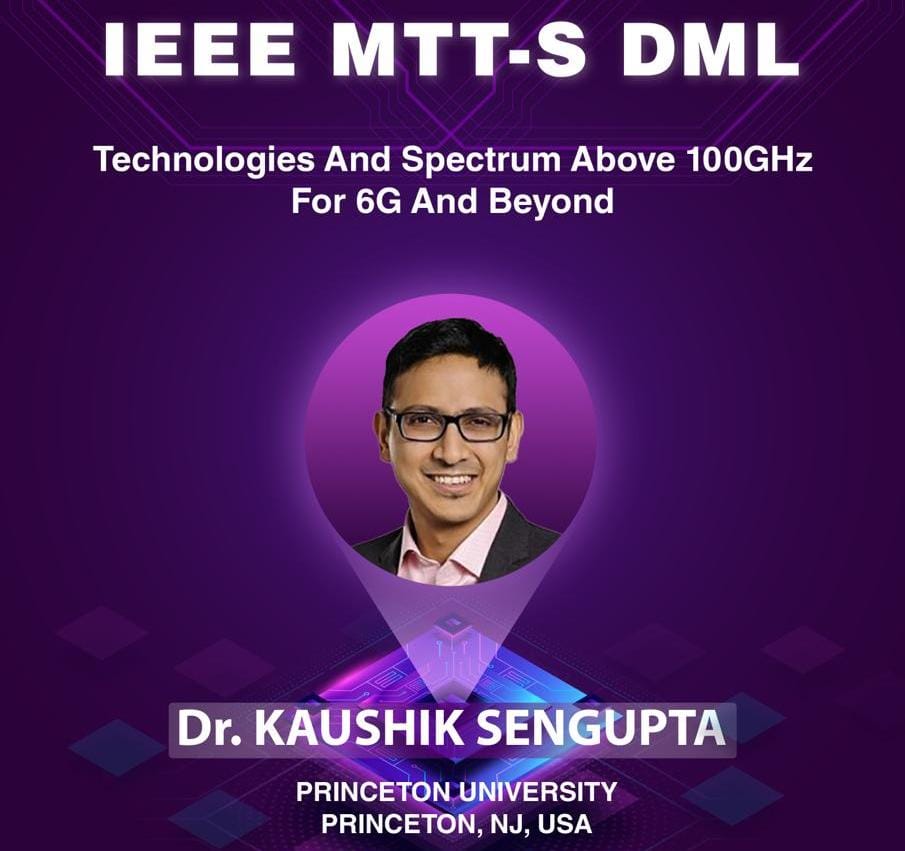 IEEE MTT-S DML
Technologies And Spectrum Above 100GHz
For 6G And Beyond
Dr. KAUSHIK SENGUPTA
PRINCETON UNIVERSITY
PRINCETON, NJ, USA